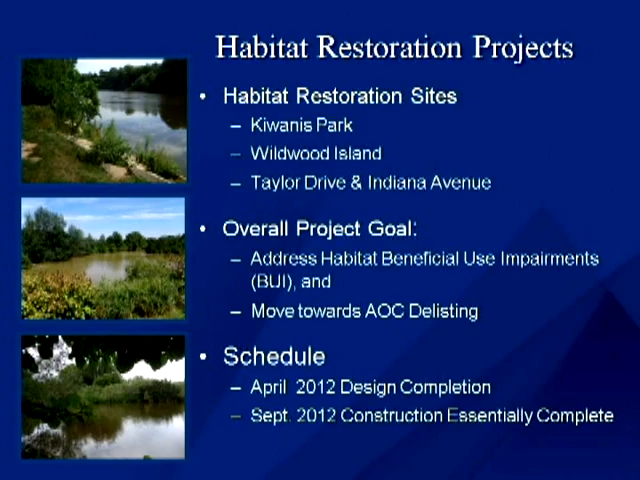 Habitat Restoration Projects
• Habitat Restoration Sites
– Kiwanis Park
– Wildwood Island
– Taylor Drive & Indiana Avenue
• Overall Project Goal:
– Address Habitat Beneficial Use Impairments
(BUI), and
– Move towards AOC Delisting
• Schedule
– April 2012 Design Completion
– Sept. 2012 Construction Essentially Complete